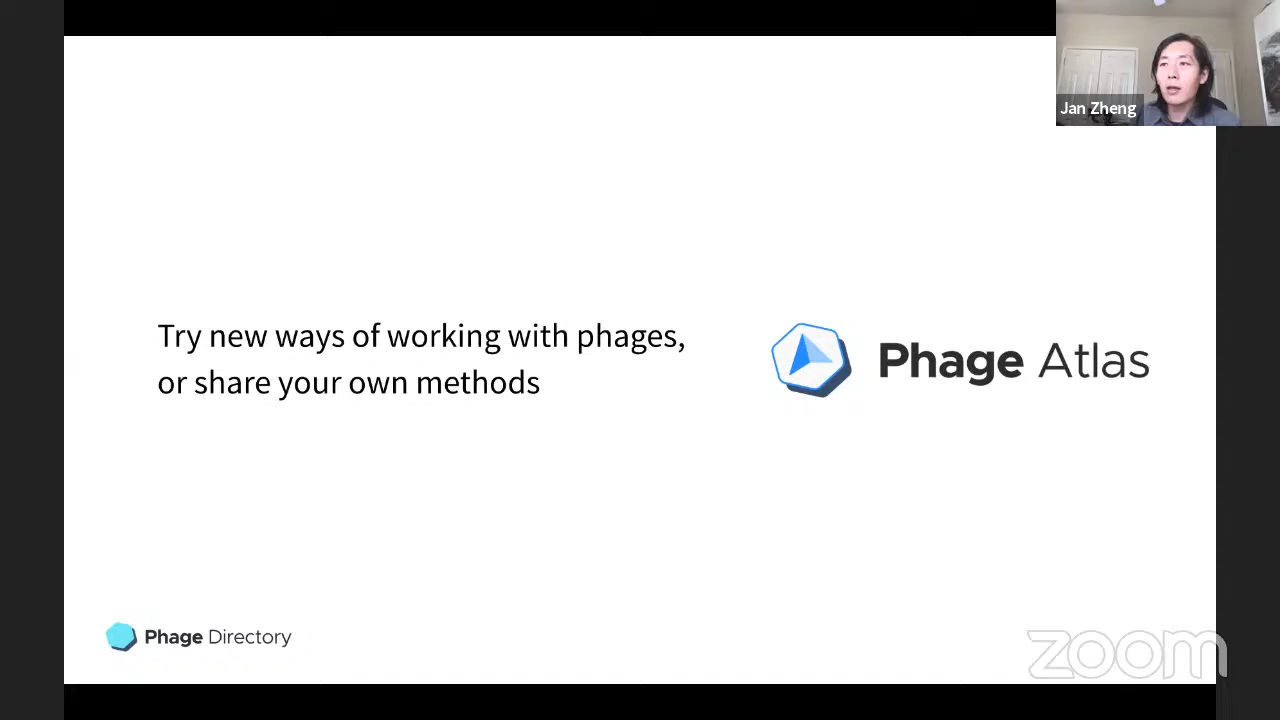 Jan Zheng
Try new ways of working with phages,
or share your own methods
Phage Atlas
Phage Directory
zoom